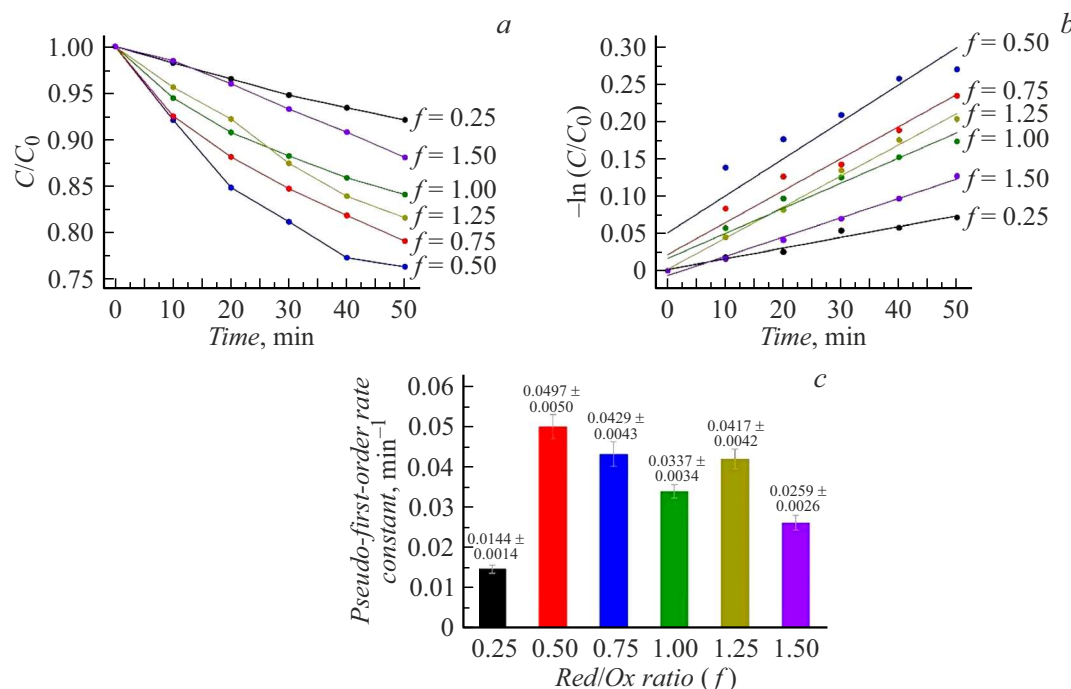 a
1.00
0.95
0.90
0.85
0.80
0.75
C/C0
f = 0.25
f = 1.50
f = 1.00
f = 1.25
f = 0.75
f = 0.50
0 10 20 30 40 50
Time, min
b
0.30
0.25
0.20
0.15
0.10
0.05
0
–ln (C/C0)
f = 0.50
f = 0.75
f = 1.25
f = 1.00
f = 1.50
f = 0.25
0 10 20 30 40 50
Time, min
c
Pseudo-first-order rate
constant, min–1
0.06
0.05
0.04
0.03
0.02
0.01
0
0.0144 ±
0.0014
0.0497 ±
0.0050
0.0429 ±
0.0043
0.0337 ±
0.0034
0.0417 ±
0.0042
0.0259 ±
0.0026
0.25 0.50 0.75 1.00 1.25 1.50
Red/Ox ratio (f)